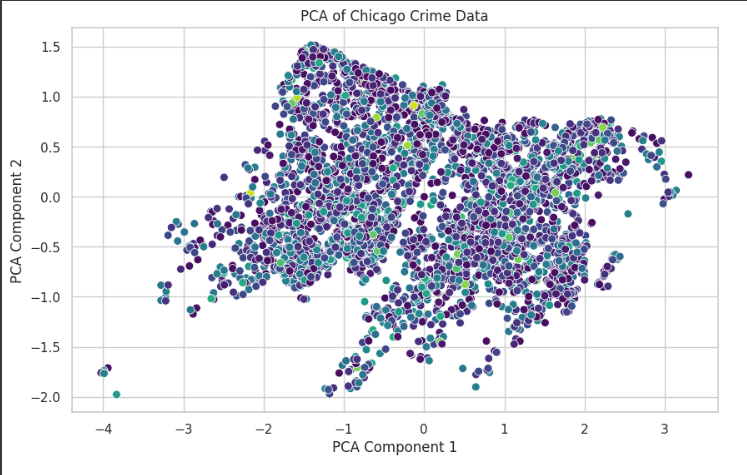 PCA of Chicago Crime Data
1.5
1.0
0.5
0.0
−0.5
−1.0
−1.5
−2.0
PCA Component 2
−4 −3 −2 −1 0 1 2 3
PCA Component 1